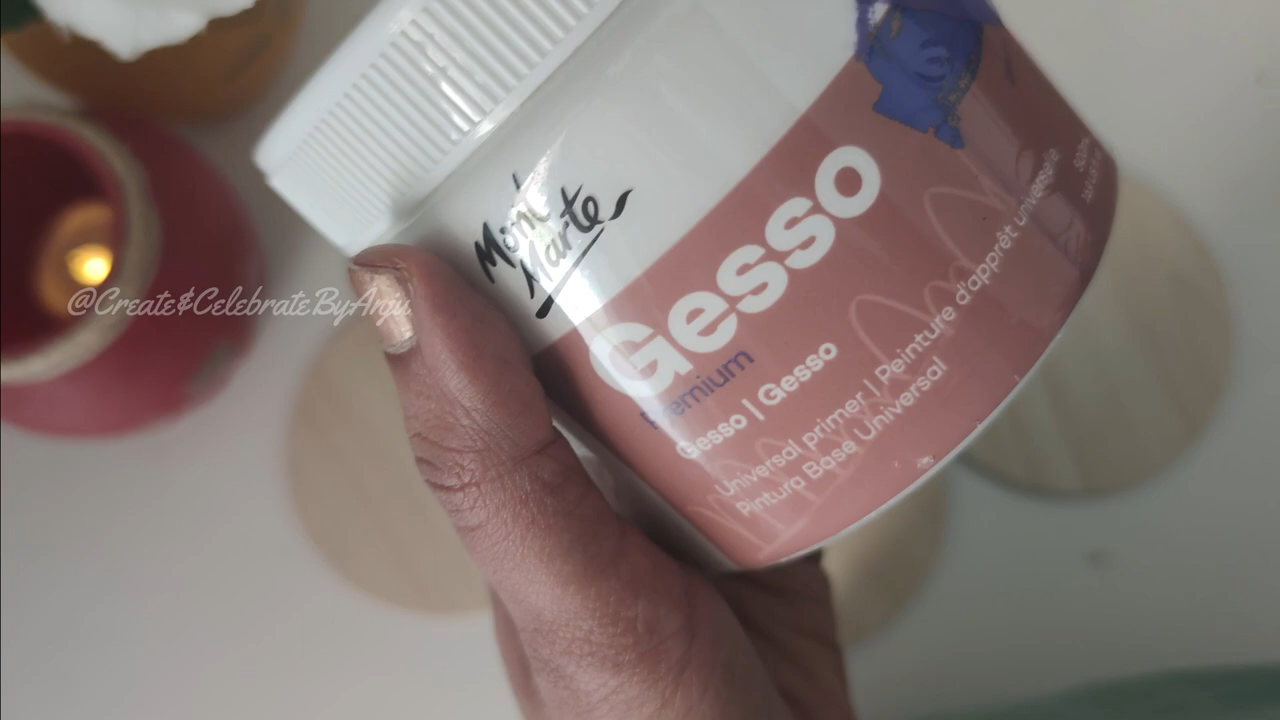 Mont
Marte
Gesso
Premium
Gesso | Gesso
Universal primer | Peinture d'apprêt universelle
Pintura Base Universal
@Create&CelebrateByAnju